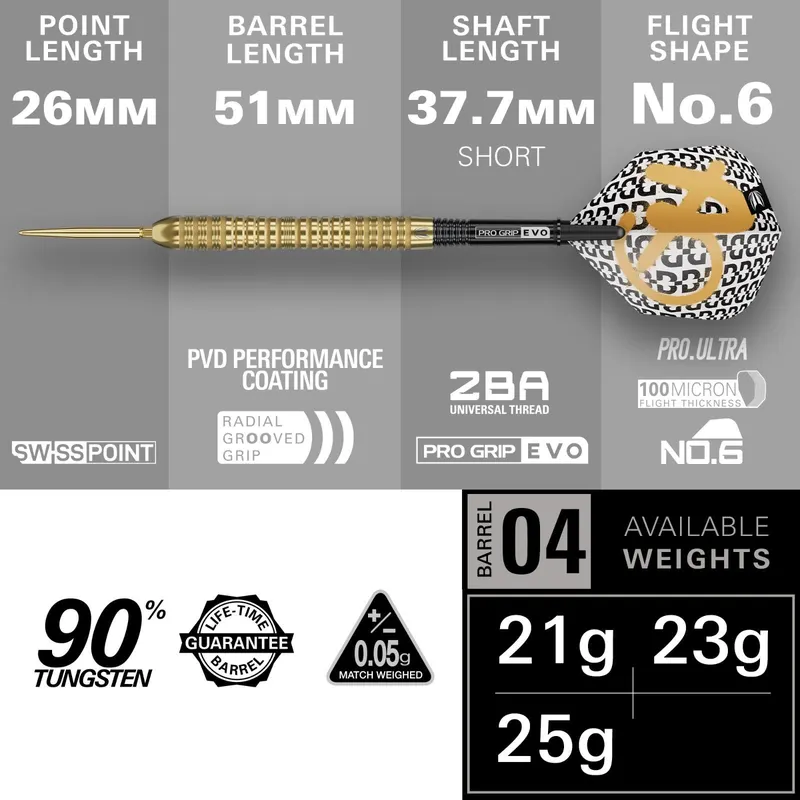 POINT
LENGTH
26MM
BARREL
LENGTH
51MM
SHAFT
LENGTH
37.7MM
SHORT
FLIGHT
SHAPE
No.6
PRO GRIP EVO
PVD PERFORMANCE
COATING
RADIAL
GROOVED
GRIP
SWISSPOINT
2BA
UNIVERSAL THREAD
PRO GRIP EVO
PRO.ULTRA
100MICRON
FLIGHT THICKNESS
NO.6
90%
TUNGSTEN
LIFE-TIME
GUARANTEE
BARREL
+/-
0.05g
MATCH WEIGHED
BARREL
04
AVAILABLE
WEIGHTS
21g
23g
25g